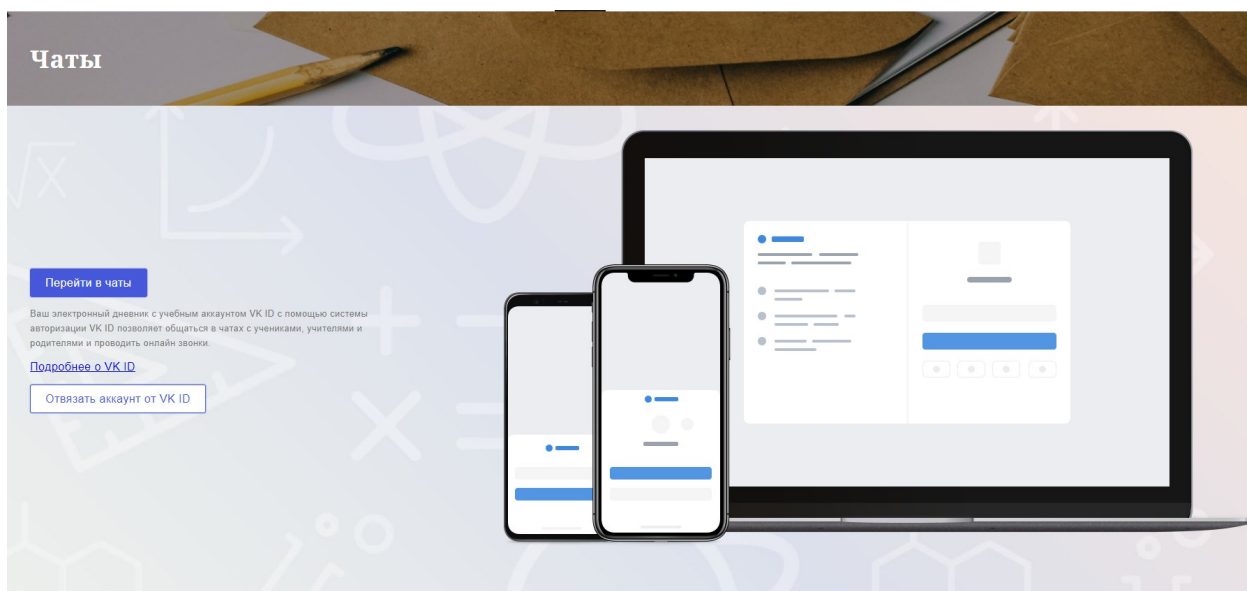 Чаты
Перейти в чаты
Ваш электронный дневник с учебным аккаунтом VK ID с помощью системы
авторизации VK ID позволяет общаться в чатах с учениками, учителями и
родителями и проводить онлайн звонки.
Подробнее о VK ID
Отвязать аккаунт от VK ID